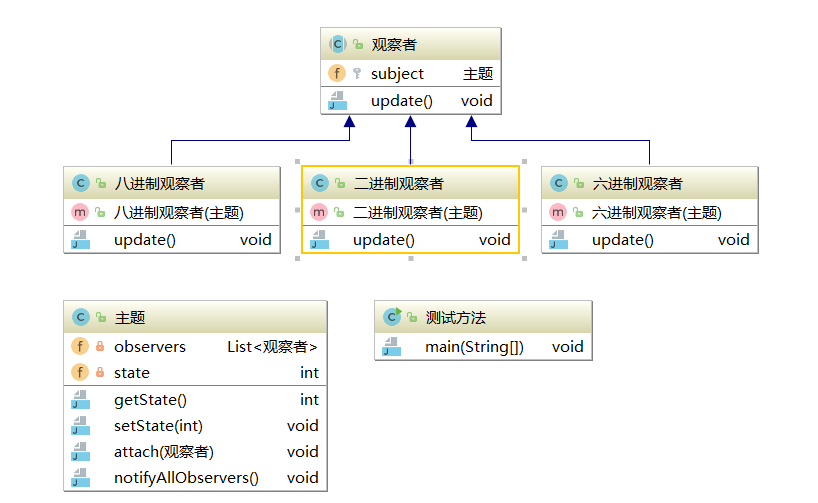 观察者
subject 主题
update() void
八进制观察者
八进制观察者(主题)
update() void
二进制观察者
二进制观察者(主题)
update() void
六进制观察者
六进制观察者(主题)
update() void
主题
observers List<观察者>
state int
getState() int
setState(int) void
attach(观察者) void
notifyAllObservers() void
测试方法
main(String[]) void